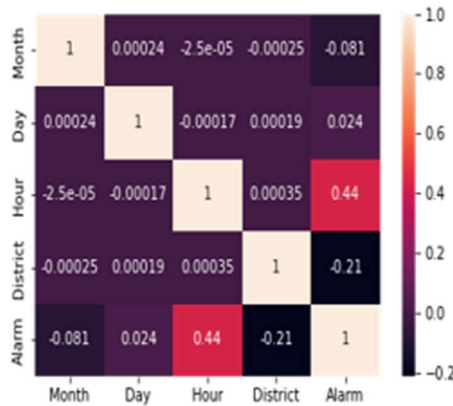 Month 1 0.00024 -2.5e-05 -0.00025 -0.081
Day 0.00024 1 -0.00017 0.00019 0.024
Hour -2.5e-05 -0.00017 1 0.00035 0.44
District -0.00025 0.00019 0.00035 1 -0.21
Alarm -0.081 0.024 0.44 -0.21 1
Month Day Hour District Alarm
1.0
0.8
0.6
0.4
0.2
0.0
-0.2